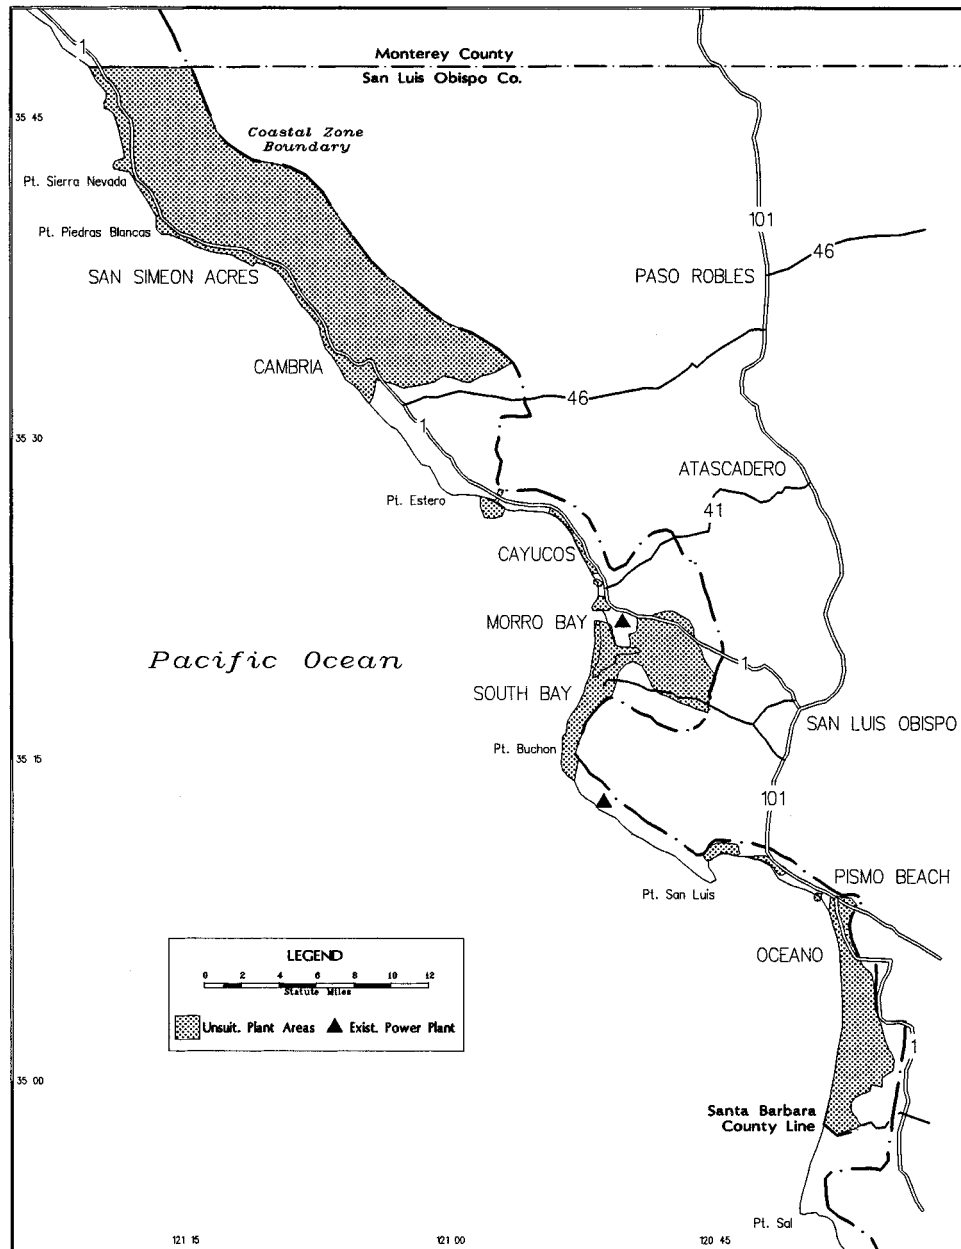 1
Monterey County
San Luis Obispo Co.
35 45
Coastal Zone
Boundary
Pt. Sierra Nevada
Pt. Piedras Blancas
101
46
SAN SIMEON ACRES
PASO ROBLES
CAMBRIA
46
1
35 30
ATASCADERO
Pt. Estero
41
CAYUCOS
MORRO BAY
Pacific Ocean
1
SOUTH BAY
SAN LUIS OBISPO
Pt. Buchon
35 15
101
PISMO BEACH
Pt. San Luis
OCEANO
LEGEND
0 2 4 6 8 10 12
Statute Miles
Unsuit. Plant Areas
Exist. Power Plant
1
35 00
Santa Barbara
County Line
Pt. Sal
121 15
121 00
120 45